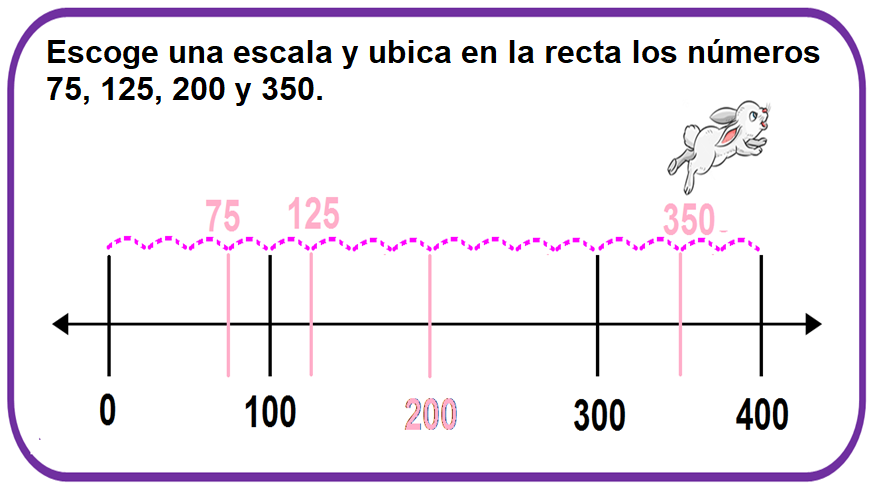 Escoge una escala y ubica en la recta los números
75, 125, 200 y 350.
75 125 350
0 100 200 300 400